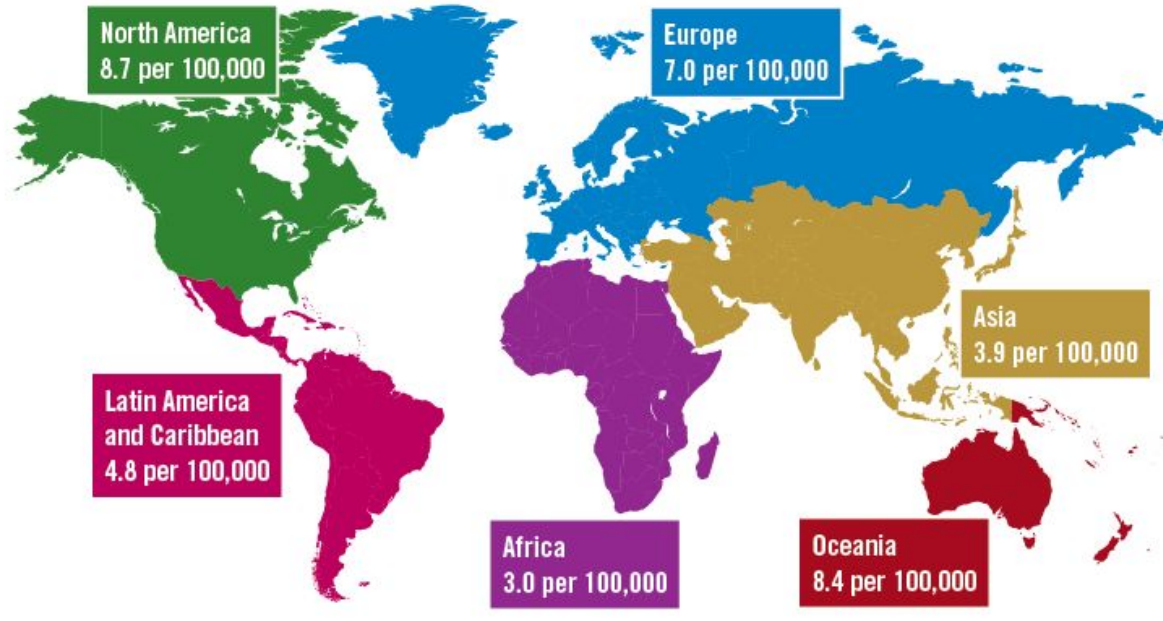 North America
8.7 per 100,000
Europe
7.0 per 100,000
Asia
3.9 per 100,000
Latin America
and Caribbean
4.8 per 100,000
Africa
3.0 per 100,000
Oceania
8.4 per 100,000